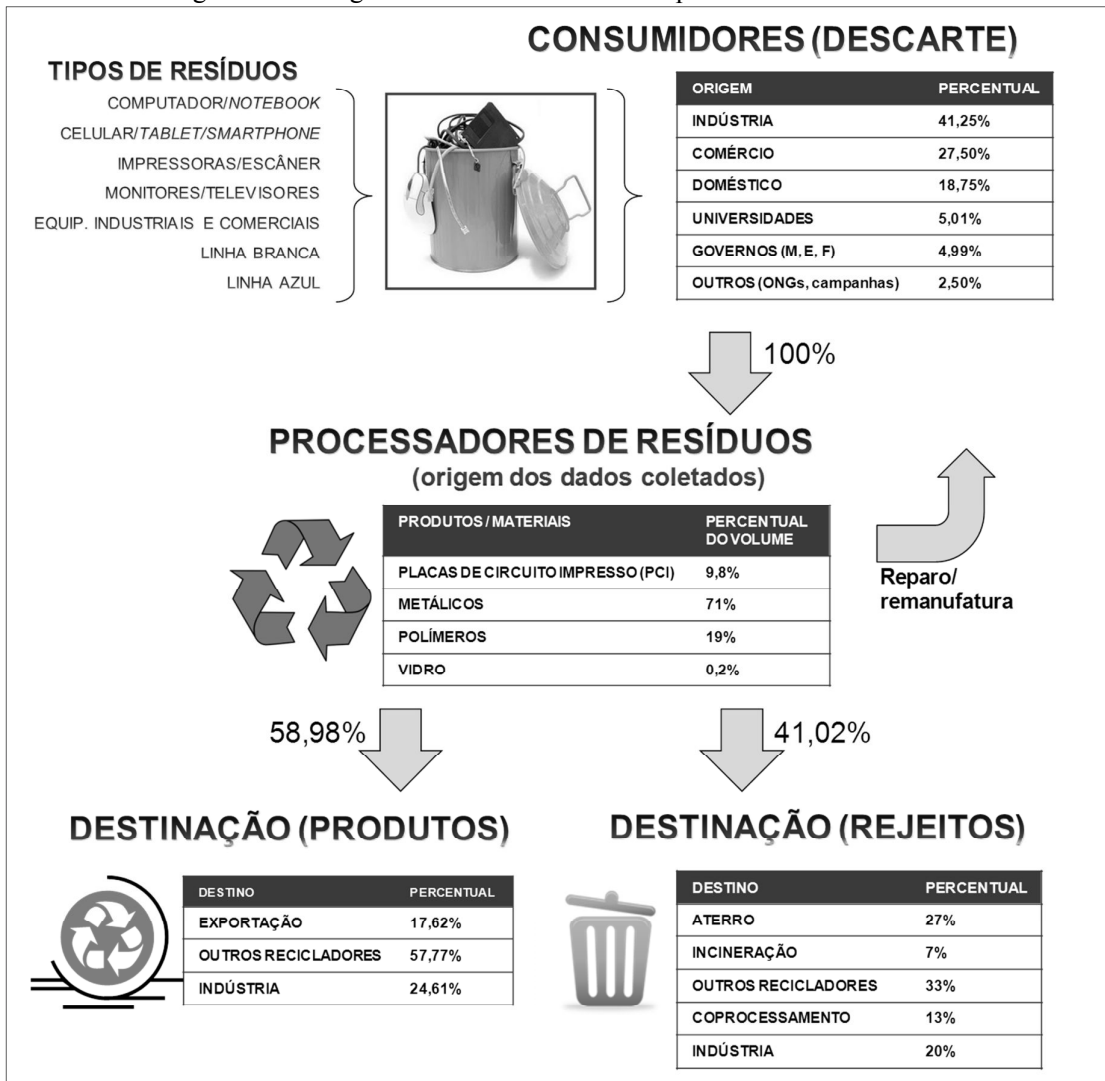 CONSUMIDORES (DESCARTE)
TIPOS DE RESÍDUOS
COMPUTADOR/NOTEBOOK
CELULAR/TABLET/SMARTPHONE
IMPRESSORAS/ESCÂNER
MONITORES/TELEVISORES
EQUIP. INDUSTRIAIS E COMERCIAIS
LINHA BRANCA
LINHA AZUL
ORIGEM PERCENTUAL
INDÚSTRIA 41,25%
COMÉRCIO 27,50%
DOMÉSTICO 18,75%
UNIVERSIDADES 5,01%
GOVERNOS (M, E, F) 4,99%
OUTROS (ONGs, campanhas) 2,50%
100%
PROCESSADORES DE RESÍDUOS
(origem dos dados coletados)
PRODUTOS / MATERIAIS PERCENTUAL
DO VOLUME
PLACAS DE CIRCUITO IMPRESSO (PCI) 9,8%
METÁLICOS 71%
POLÍMEROS 19%
VIDRO 0,2%
Reparo/
remanufatura
58,98%
41,02%
DESTINAÇÃO (PRODUTOS)
DESTINO PERCENTUAL
EXPORTAÇÃO 17,62%
OUTROS RECICLADORES 57,77%
INDÚSTRIA 24,61%
DESTINAÇÃO (REJEITOS)
DESTINO PERCENTUAL
ATERRO 27%
INCINERAÇÃO 7%
OUTROS RECICLADORES 33%
COPROCESSAMENTO 13%
INDÚSTRIA 20%